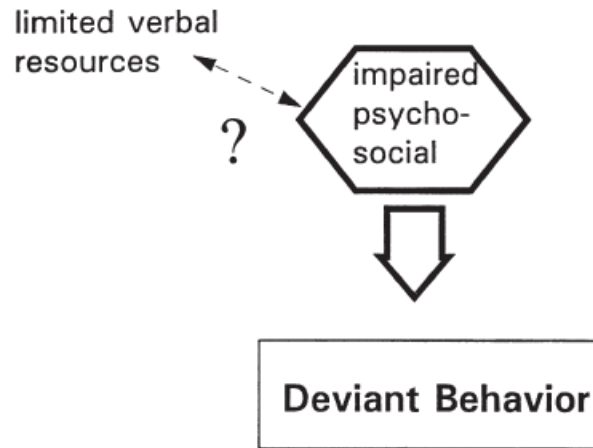 limited verbal
resources
?
impaired
psycho-
social
Deviant Behavior